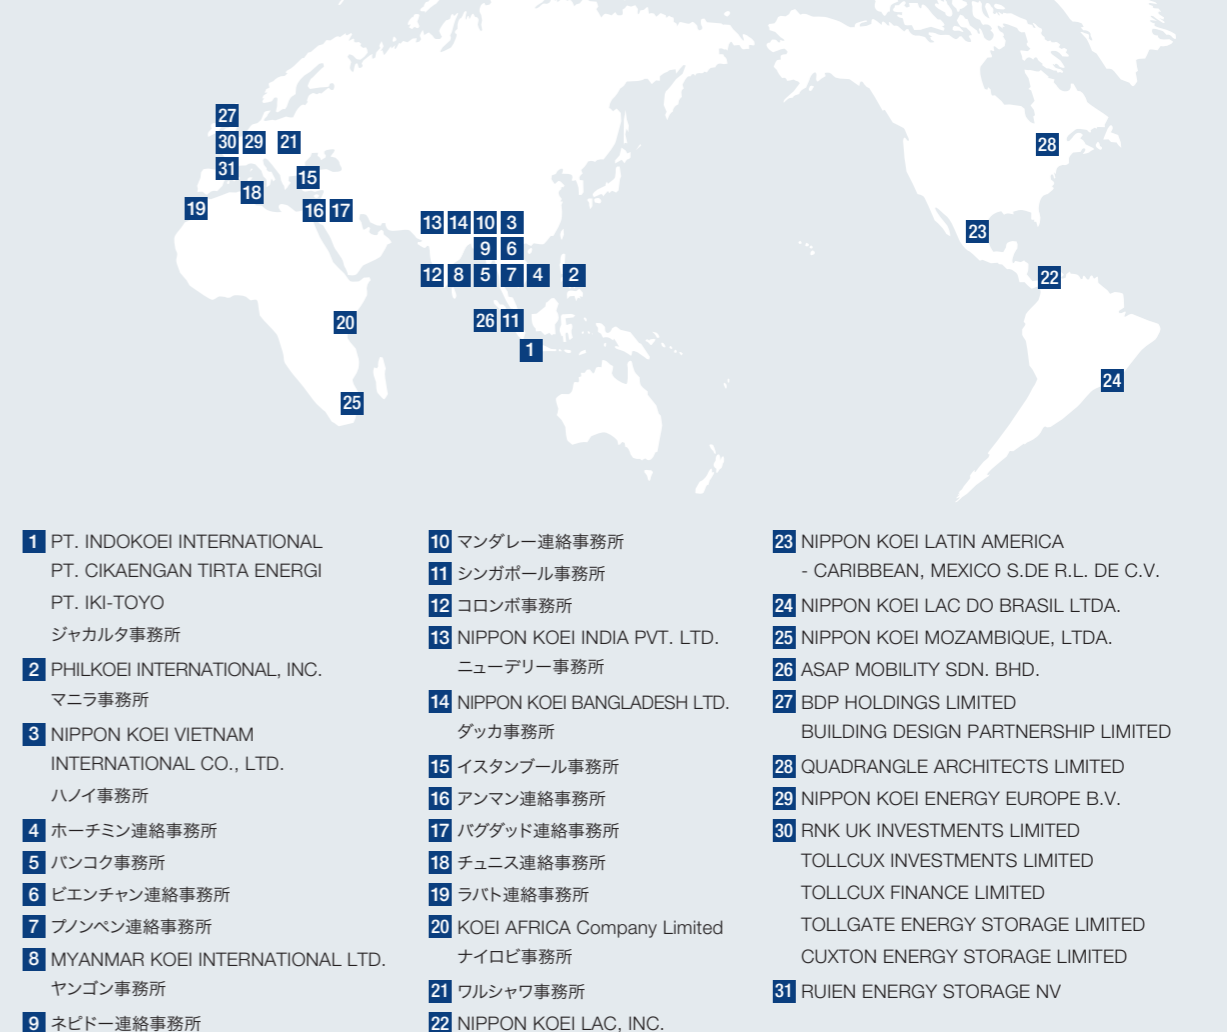 27
30 29 21
31
15
18
19
16 17
13 14 10 3
9 6
12 8 5 7 4 2
26 11
1
20
25
28
23
22
24
1 PT. INDOKOEI INTERNATIONAL
PT. CIKAENGAN TIRTA ENERGI
PT. IKI-TOYO
ジャカルタ事務所
2 PHILKOEI INTERNATIONAL, INC.
マニラ事務所
3 NIPPON KOEI VIETNAM
INTERNATIONAL CO., LTD.
ハノイ事務所
4 ホーチミン連絡事務所
5 バンコク事務所
6 ビエンチャン連絡事務所
7 プノンペン連絡事務所
8 MYANMAR KOEI INTERNATIONAL LTD.
ヤンゴン事務所
9 ネピドー連絡事務所
10 マンダレー連絡事務所
11 シンガポール事務所
12 コロンボ事務所
13 NIPPON KOEI INDIA PVT. LTD.
ニューデリー事務所
14 NIPPON KOEI BANGLADESH LTD.
ダッカ事務所
15 イスタンブール事務所
16 アンマン連絡事務所
17 バグダッド連絡事務所
18 チュニス連絡事務所
19 ラバト連絡事務所
20 KOEI AFRICA Company Limited
ナイロビ事務所
21 ワルシャワ事務所
22 NIPPON KOEI LAC, INC.
23 NIPPON KOEI LATIN AMERICA
- CARIBBEAN, MEXICO S.DE R.L. DE C.V.
24 NIPPON KOEI LAC DO BRASIL LTDA.
25 NIPPON KOEI MOZAMBIQUE, LTDA.
26 ASAP MOBILITY SDN. BHD.
27 BDP HOLDINGS LIMITED
BUILDING DESIGN PARTNERSHIP LIMITED
28 QUADRANGLE ARCHITECTS LIMITED
29 NIPPON KOEI ENERGY EUROPE B.V.
30 RNK UK INVESTMENTS LIMITED
TOLLCUX INVESTMENTS LIMITED
TOLLCUX FINANCE LIMITED
TOLLGATE ENERGY STORAGE LIMITED
CUXTON ENERGY STORAGE LIMITED
31 RUIEN ENERGY STORAGE NV